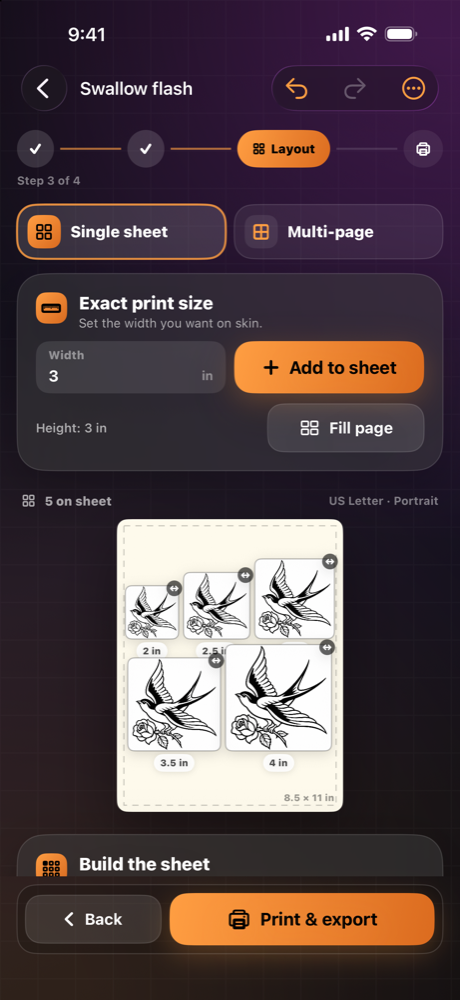 9:41
Swallow flash
Layout
Step 3 of 4
Single sheet
Multi-page
Exact print size
Set the width you want on skin.
Width
3 in
Add to sheet
Height: 3 in
Fill page
5 on sheet
US Letter · Portrait
2 in
2.5 in
3.5 in
4 in
8.5 × 11 in
Build the sheet
Back
Print & export